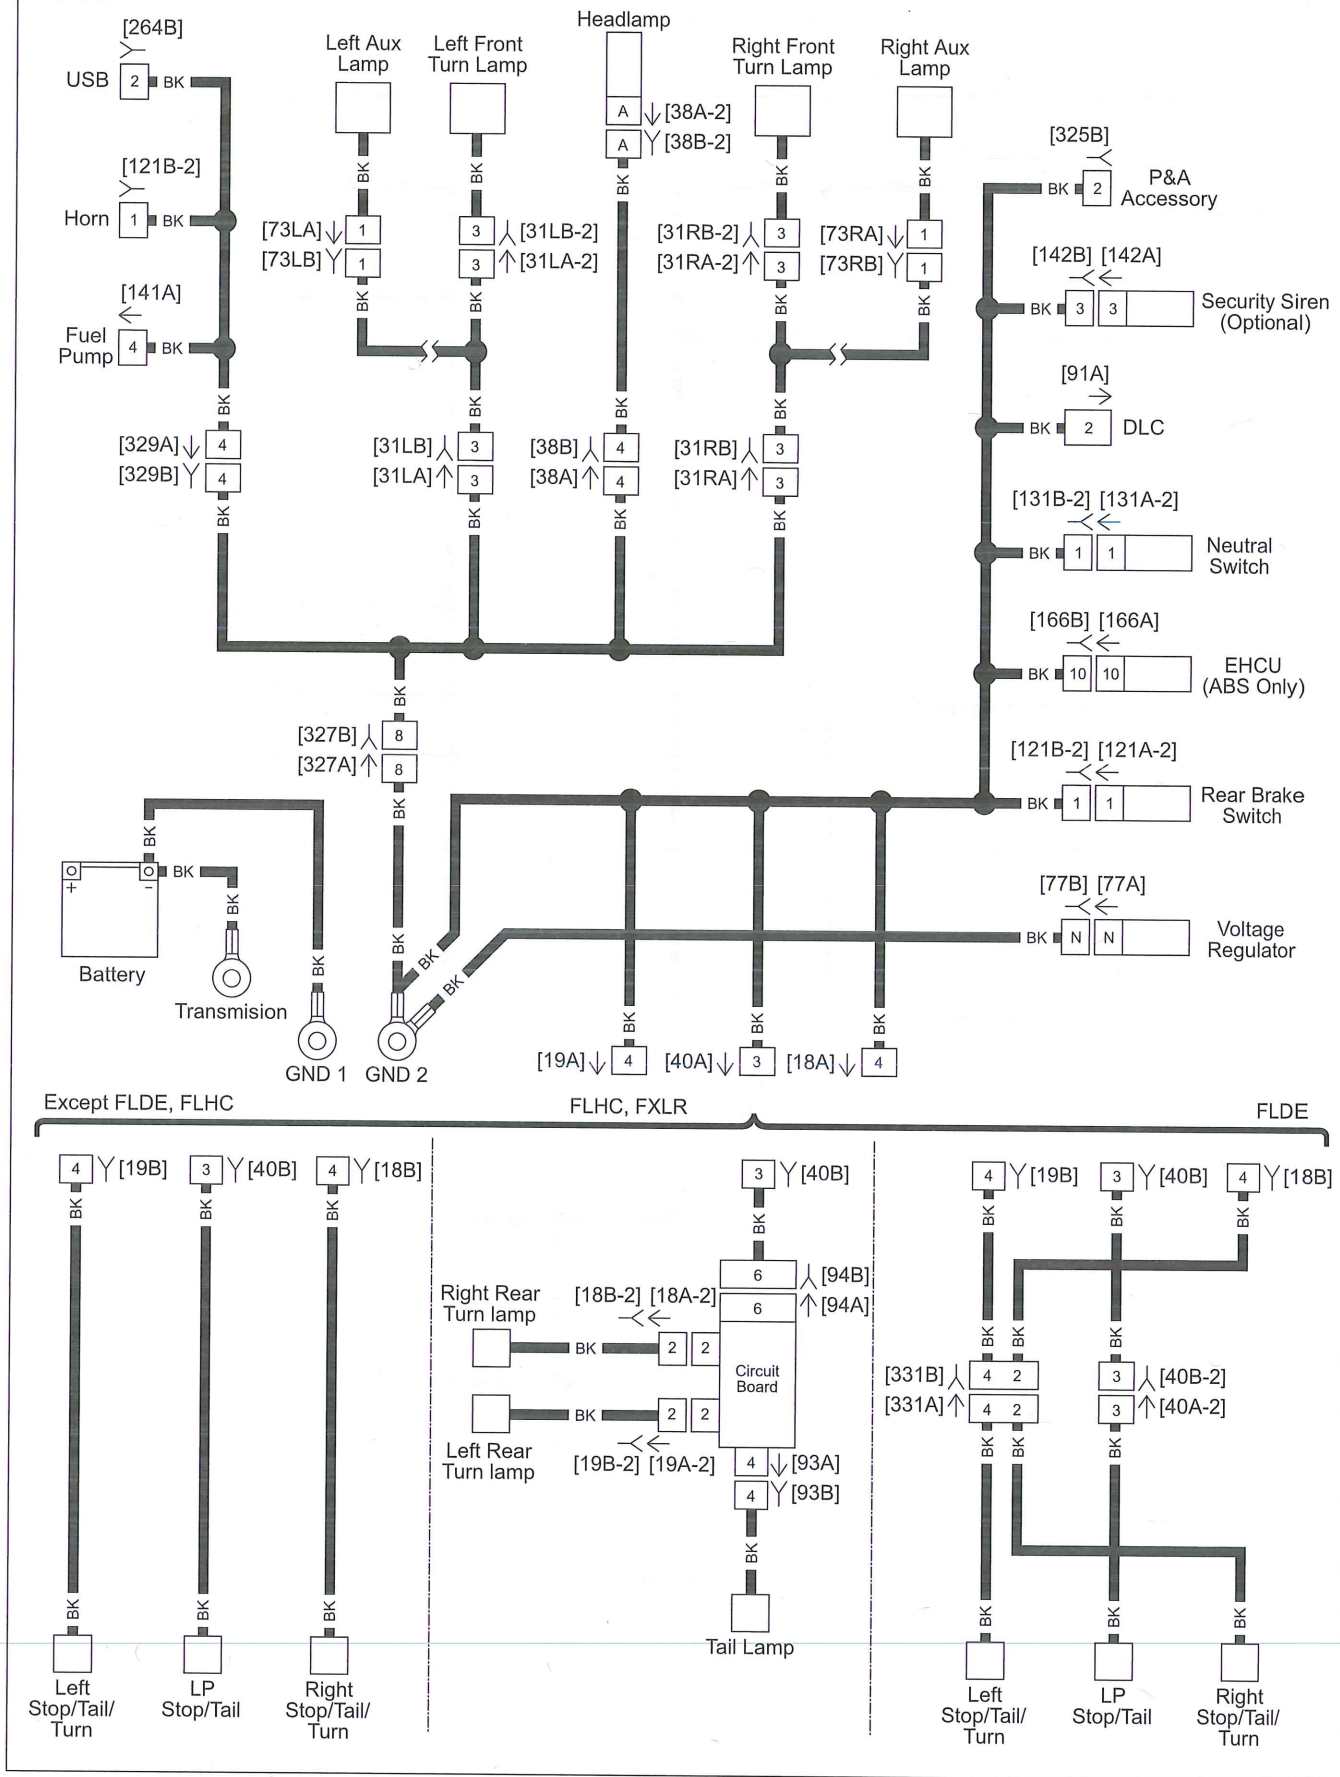 [264B]
USB
2
BK
[121B-2]
Horn
1
BK
[141A]
Fuel
Pump
4
BK
BK
[329A]
4
[329B]
4
BK
Left Aux
Lamp
BK
[73LA]
1
[73LB]
1
BK
Left Front
Turn Lamp
BK
3
[31LB-2]
3
[31LA-2]
BK
BK
[31LB]
3
[31LA]
3
BK
Headlamp
A
[38A-2]
A
[38B-2]
BK
BK
[38B]
4
[38A]
4
BK
Right Front
Turn Lamp
BK
[31RB-2]
3
[31RA-2]
3
BK
BK
[31RB]
3
[31RA]
3
BK
Right Aux
Lamp
BK
[73RA]
1
[73RB]
1
BK
[325B]
BK
2
P&A
Accessory
[142B] [142A]
BK
3
3
Security Siren
(Optional)
[91A]
BK
2
DLC
[131B-2] [131A-2]
BK
1
1
Neutral
Switch
[166B] [166A]
BK
10
10
EHCU
(ABS Only)
[121B-2] [121A-2]
BK
1
1
Rear Brake
Switch
[77B] [77A]
BK
N
N
Voltage
Regulator
BK
[327B]
8
[327A]
8
BK
BK
BK
BK
BK
BK
+
-
Battery
BK
Transmision
BK
GND 1
GND 2
BK
BK
BK
[19A]
4
[40A]
3
[18A]
4
Except FLDE, FLHC
FLHC, FXLR
FLDE
4
[19B]
BK
BK
Left
Stop/Tail/
Turn
3
[40B]
BK
BK
LP
Stop/Tail
4
[18B]
BK
BK
Right
Stop/Tail/
Turn
3
[40B]
BK
6
[94B]
6
[94A]
Circuit
Board
Right Rear
Turn lamp
[18B-2] [18A-2]
BK
2
2
BK
2
2
Left Rear
Turn lamp
[19B-2] [19A-2]
4
[93A]
4
[93B]
BK
Tail Lamp
4
[19B]
3
[40B]
4
[18B]
BK
BK
BK
BK
BK
BK
[331B]
4
2
3
[40B-2]
[331A]
4
2
3
[40A-2]
BK
BK
BK
BK
BK
BK
Left
Stop/Tail/
Turn
LP
Stop/Tail
Right
Stop/Tail/
Turn